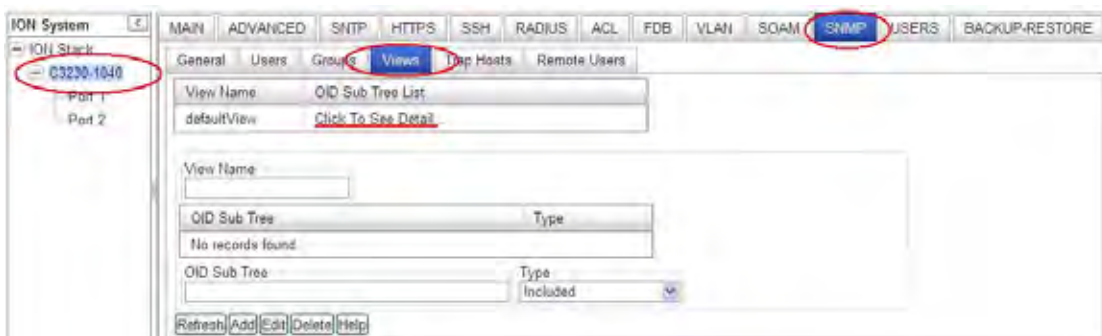 ION System
ION Stack
C3230-1040
Port 1
Port 2
MAIN ADVANCED SNTP HTTPS SSH RADIUS ACL FDB VLAN SOAM SNMP USERS BACKUP-RESTORE
General Users Groups Views Trap Hosts Remote Users
View Name OID Sub Tree List
defaultView Click To See Detail
View Name
OID Sub Tree Type
No records found
OID Sub Tree Type
Included
Refresh Add Edit Delete Help